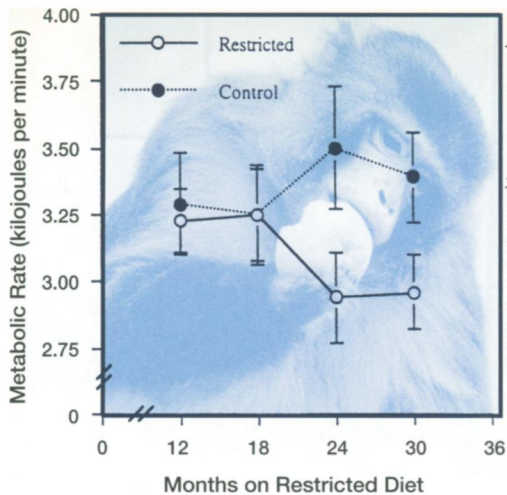 4.00
Restricted
3.75
Control
3.50
3.25
3.00
2.75
0
0 12 18 24 30 36
Metabolic Rate (kilojoules per minute)
Months on Restricted Diet